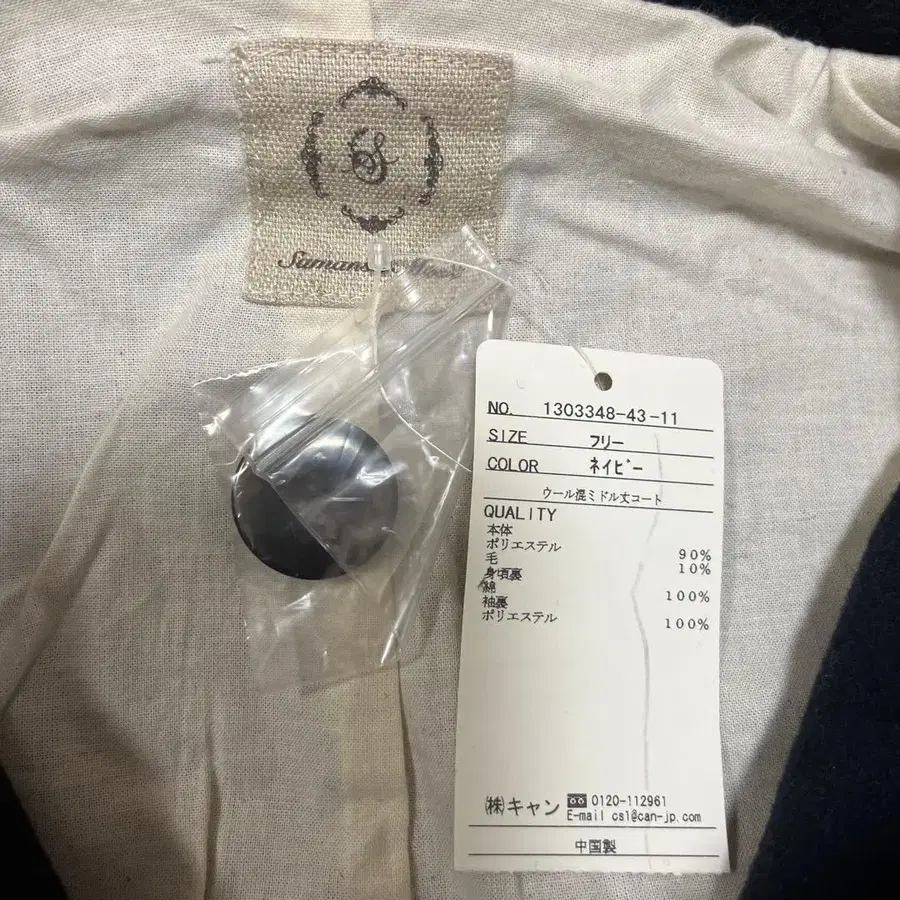 NO. 1303348-43-11
SIZE フリー
COLOR ネイビー
ウール混ミドル丈コート
QUALITY
本体
ポリエステル 90%
毛 10%
身頃裏
綿 100%
袖裏
ポリエステル 100%
㈱キャン 0120-112961
E-mail cs1@can-jp.com
中国製